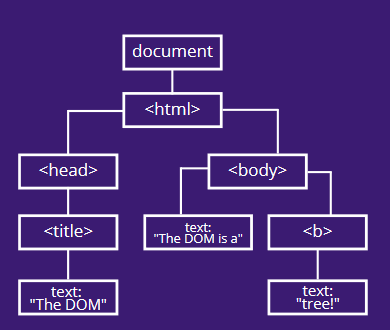 document
<html>
<head>
<body>
<title>
text:
"The DOM is a"
<b>
text:
"The DOM"
text:
"tree!"